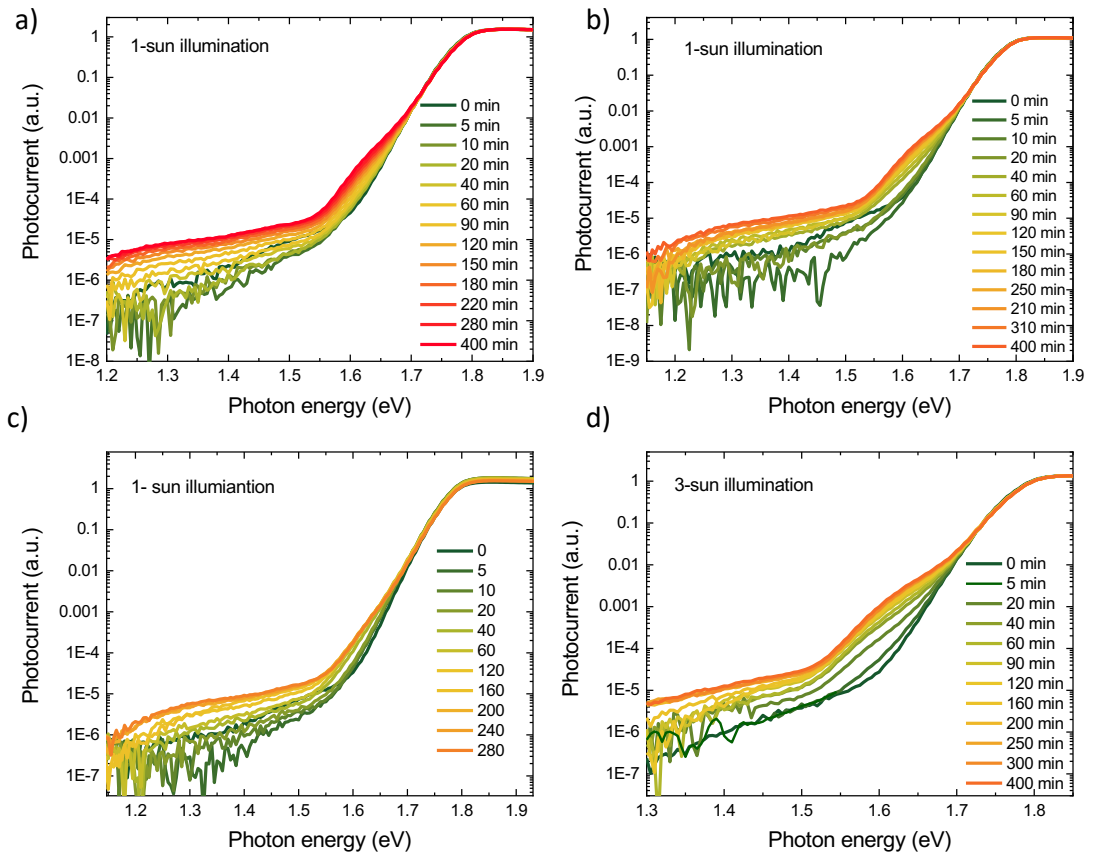 a)
1-sun illumination
Photocurrent (a.u.)
1
0.1
0.01
0.001
1E-4
1E-5
1E-6
1E-7
1E-8
0 min
5 min
10 min
20 min
40 min
60 min
90 min
120 min
150 min
180 min
220 min
280 min
400 min
1.2 1.3 1.4 1.5 1.6 1.7 1.8 1.9
Photon energy (eV)
b)
1-sun illumination
Photocurrent (a.u.)
1
0.1
0.01
0.001
1E-4
1E-5
1E-6
1E-7
1E-8
1E-9
0 min
5 min
10 min
20 min
40 min
60 min
90 min
120 min
150 min
180 min
250 min
210 min
310 min
400 min
1.2 1.3 1.4 1.5 1.6 1.7 1.8 1.9
Photon energy (eV)
c)
1- sun illumiantion
Photocurrent (a.u.)
1
0.1
0.01
0.001
1E-4
1E-5
1E-6
1E-7
0
5
10
20
40
60
120
160
200
240
280
1.2 1.3 1.4 1.5 1.6 1.7 1.8 1.9
Photon energy (eV)
d)
3-sun illumination
Photocurrent (a.u.)
1
0.1
0.01
0.001
1E-4
1E-5
1E-6
1E-7
0 min
5 min
20 min
40 min
60 min
90 min
120 min
160 min
200 min
250 min
300 min
400 min
1.3 1.4 1.5 1.6 1.7 1.8
Photon energy (eV)